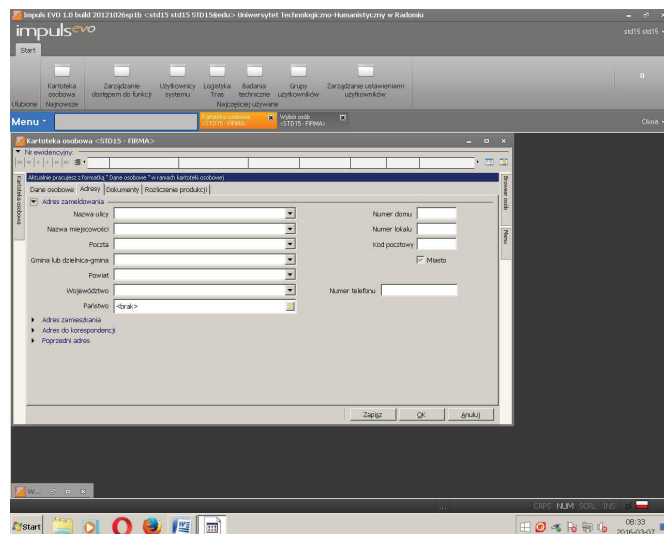 Impuls EVO 1.0 build 20121026sp1b <std15 std15 STD15@edu> Uniwersytet Technologiczno-Humanistyczny w Radomiu
impulsevo
std15 std15
Start
Kartoteka osobowa
Zarządzanie dostępem do funkcji
Użytkownicy systemu
Logistyka Tras
Badania techniczne
Grupy użytkowników
Zarządzanie ustawieniami użytkowników
0
Ulubione Najnowsze
Najczęściej używane
Menu
Kartoteka osobowa
<STD15 - FIRMA>
Wybór osób
<STD15 - FIRMA>
Okna
Kartoteka osobowa <STD15 - FIRMA>
Nr ewidencyjny:
Aktualnie pracujesz z formatką " Dane osobowe " w ramach kartoteki osobowej
Dane osobowe Adresy Dokumenty Rozliczenie produkcji
Kartoteka osobowa
Browser osób
Menu
Adres zameldowania
Nazwa ulicy
Numer domu
Nazwa miejscowości
Numer lokalu
Poczta
Kod pocztowy
Gmina lub dzielnica-gmina
Miasto
Powiat
Województwo
Numer telefonu
Państwo <brak>
Adres zamieszkania
Adres do korespondencji
Poprzedni adres
Zapisz OK Anuluj
W...
...
CAPS NUM SCRL INS
Start
08:33
2016-03-07